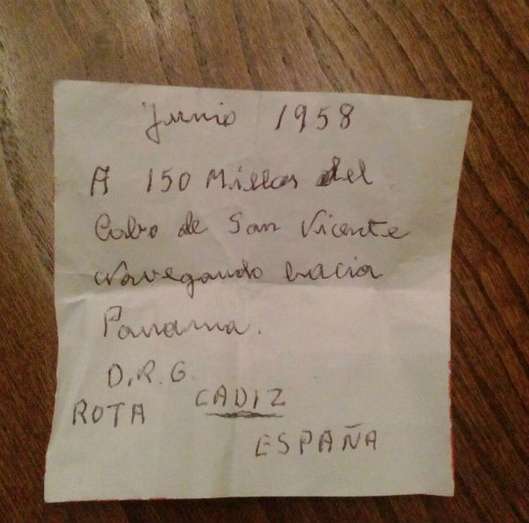 Junio 1958
A 150 Millas del
Cabo de San Vicente
Navegando hacia
Panama.
D.R.G
ROTA CADIZ
ESPAÑA